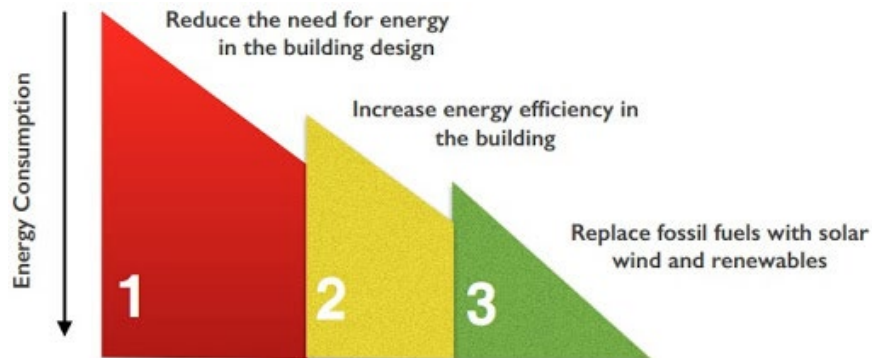 Reduce the need for energy
in the building design
Increase energy efficiency in
the building
Energy Consumption
Replace fossil fuels with solar
wind and renewables
1
2
3